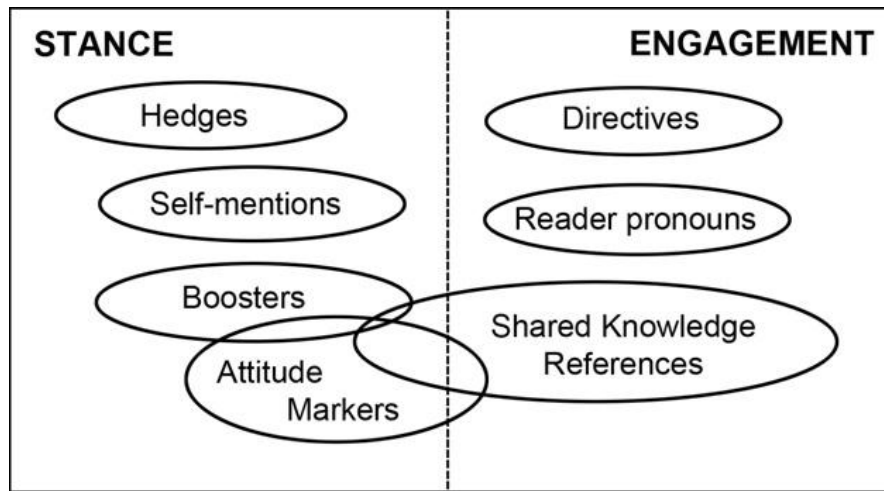 STANCE
ENGAGEMENT
Hedges
Directives
Self-mentions
Reader pronouns
Boosters
Shared Knowledge
References
Attitude
Markers